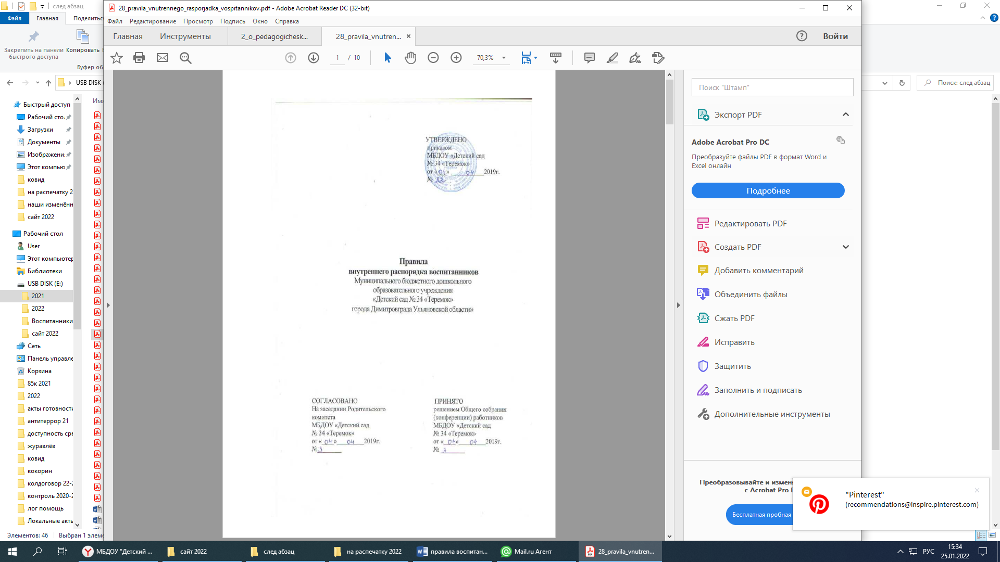 след абзац
Файл
Главная
Поделиться
Закрепить на панели
быстрого доступа
Копировать
Буфер об
USB DISK (
Поиск: след абзац
Быстрый доступ
Рабочий сто
Загрузки
Документы
Изображени
Этот компью
ковид
на распечатку 2
наши изменённ
сайт 2022
Рабочий стол
User
Этот компьютер
Библиотеки
USB DISK (E:)
2021
2022
Воспитанники
сайт 2022
Сеть
Панель управле
Корзина
85к 2021
2022
акты готовности
антитеррор 21
доступность сре
журавлёв
ковид
кокорин
колдоговор 22-2
контроль 2020-2
лог помощь
Локальные акты
Элементов: 46
Выбран 1 элеме
Имя
28_pravila_vnutrennego_rasporjadka_vospitannikov.pdf - Adobe Acrobat Reader DC (32-bit)
Файл Редактирование Просмотр Подпись Окно Справка
Главная Инструменты 2_o_pedagogichesk... 28_pravila_vnutren... Войти
1 / 10 70,3%
УТВЕРЖДЕНО
приказом
МБДОУ «Детский сад
№ 34 «Теремок»
от «04» 04 2019г.
№ 82
Правила
внутреннего распорядка воспитанников
Муниципального бюджетного дошкольного
образовательного учреждения
«Детский сад № 34 «Теремок»
города Димитровграда Ульяновской области»
СОГЛАСОВАНО
На заседании Родительского
комитета
МБДОУ «Детский сад
№ 34 «Теремок»
от «04» 04 2019г.
№3
ПРИНЯТО
решением Общего собрания
(конференции) работников
МБДОУ «Детский сад
№ 34 «Теремок»
от «04» 04 2019г.
№ 3
Поиск "Штамп"
Экспорт PDF
Adobe Acrobat Pro DC
Преобразуйте файлы PDF в формат Word и
Excel онлайн
Подробнее
Редактировать PDF
Создать PDF
Добавить комментарий
Объединить файлы
Сжать PDF
Исправить
Защитить
Заполнить и подписать
Дополнительные инструменты
Преобразовывайте и изменя
с Acrobat Pro D
Бесплатная пробная
"Pinterest"
(recommendations@inspire.pinterest.com)
МБДОУ "Детский ...
сайт 2022
след абзац
на распечатку 2022
правила воспитан...
Mail.ru Агент
28_pravila_vnutren...
РУС
15:34
25.01.2022